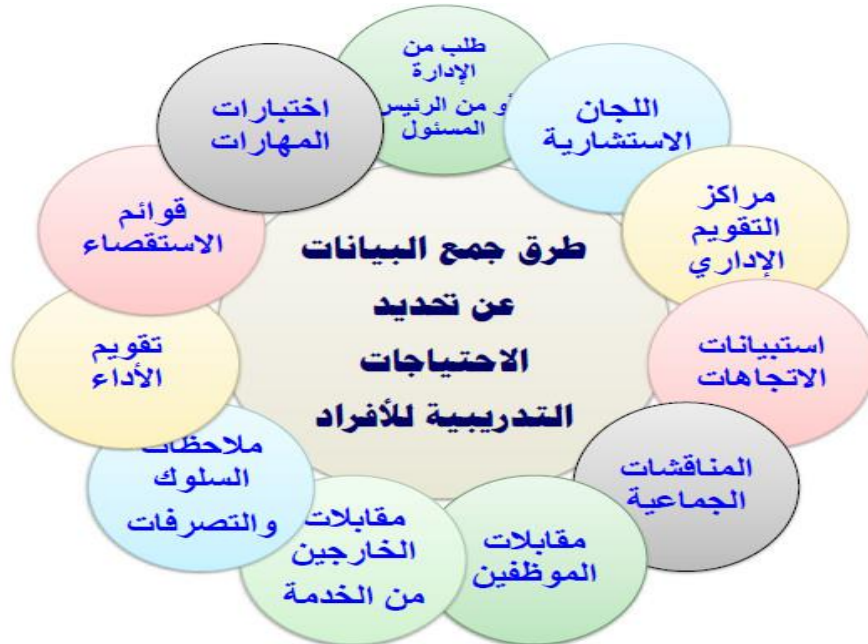 طرق جمع البيانات
عن تحديد
الاحتياجات
التدريبية للأفراد
طلب من
الإدارة
أو من الرئيس
المسئول
اللجان
الاستشارية
مراكز
التقويم
الإداري
استبيانات
الاتجاهات
المناقشات
الجماعية
مقابلات
الموظفين
مقابلات
الخارجين
من الخدمة
ملاحظات
السلوك
والتصرفات
تقويم
الأداء
قوائم
الاستقصاء
اختبارات
المهارات